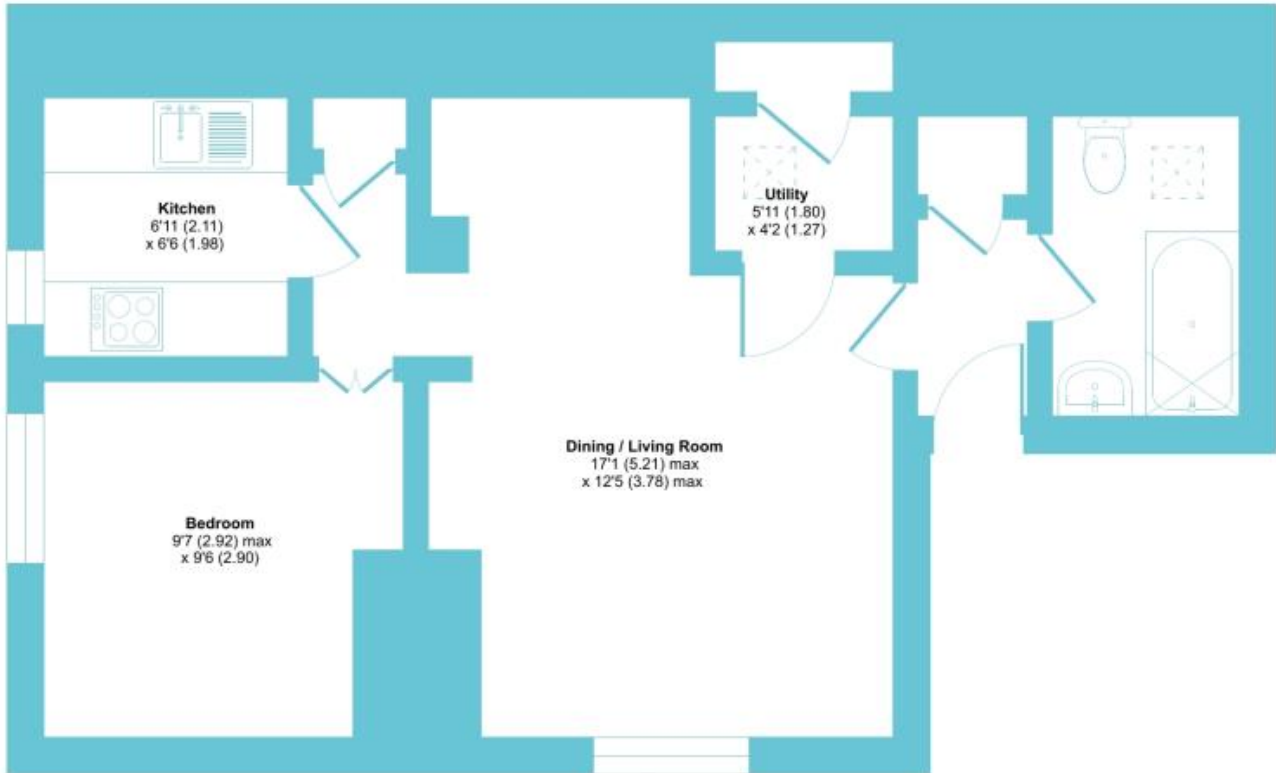 Kitchen
6'11 (2.11)
x 6'6 (1.98)
Utility
5'11 (1.80)
x 4'2 (1.27)
Dining / Living Room
17'1 (5.21) max
x 12'5 (3.78) max
Bedroom
9'7 (2.92) max
x 9'6 (2.90)